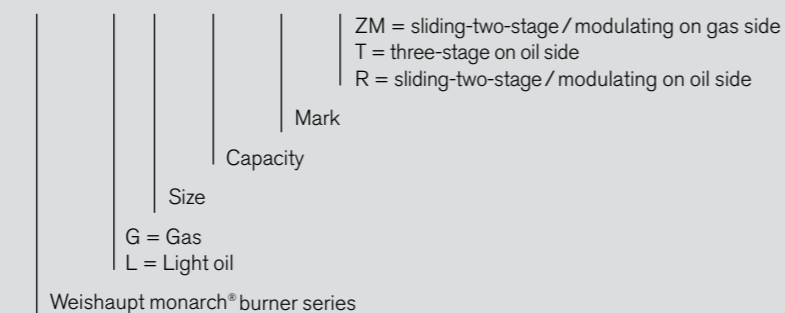 ZM = sliding-two-stage / modulating on gas side
T = three-stage on oil side
R = sliding-two-stage / modulating on oil side
Mark
Capacity
Size
G = Gas
L = Light oil
Weishaupt monarch® burner series